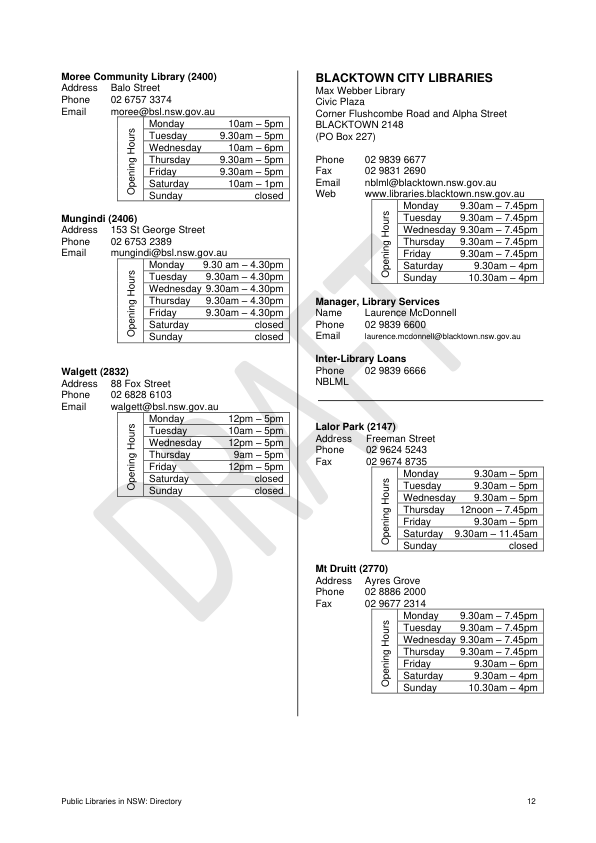 Moree Community Library (2400)
Address Balo Street
Phone 02 6757 3374
Email moree@bsl.nsw.gov.au
Opening Hours
Monday 10am – 5pm
Tuesday 9.30am – 5pm
Wednesday 10am – 6pm
Thursday 9.30am – 5pm
Friday 9.30am – 5pm
Saturday 10am – 1pm
Sunday closed
Mungindi (2406)
Address 153 St George Street
Phone 02 6753 2389
Email mungindi@bsl.nsw.gov.au
Opening Hours
Monday 9.30 am – 4.30pm
Tuesday 9.30am – 4.30pm
Wednesday 9.30am – 4.30pm
Thursday 9.30am – 4.30pm
Friday 9.30am – 4.30pm
Saturday closed
Sunday closed
Walgett (2832)
Address 88 Fox Street
Phone 02 6828 6103
Email walgett@bsl.nsw.gov.au
Opening Hours
Monday 12pm – 5pm
Tuesday 10am – 5pm
Wednesday 12pm – 5pm
Thursday 9am – 5pm
Friday 12pm – 5pm
Saturday closed
Sunday closed
BLACKTOWN CITY LIBRARIES
Max Webber Library
Civic Plaza
Corner Flushcombe Road and Alpha Street
BLACKTOWN 2148
(PO Box 227)
Phone 02 9839 6677
Fax 02 9831 2690
Email nblml@blacktown.nsw.gov.au
Web www.libraries.blacktown.nsw.gov.au
Opening Hours
Monday 9.30am – 7.45pm
Tuesday 9.30am – 7.45pm
Wednesday 9.30am – 7.45pm
Thursday 9.30am – 7.45pm
Friday 9.30am – 7.45pm
Saturday 9.30am – 4pm
Sunday 10.30am – 4pm
Manager, Library Services
Name Laurence McDonnell
Phone 02 9839 6600
Email laurence.mcdonnell@blacktown.nsw.gov.au
Inter-Library Loans
Phone 02 9839 6666
NBLML
Lalor Park (2147)
Address Freeman Street
Phone 02 9624 5243
Fax 02 9674 8735
Opening Hours
Monday 9.30am – 5pm
Tuesday 9.30am – 5pm
Wednesday 9.30am – 5pm
Thursday 12noon – 7.45pm
Friday 9.30am – 5pm
Saturday 9.30am – 11.45am
Sunday closed
Mt Druitt (2770)
Address Ayres Grove
Phone 02 8886 2000
Fax 02 9677 2314
Opening Hours
Monday 9.30am – 7.45pm
Tuesday 9.30am – 7.45pm
Wednesday 9.30am – 7.45pm
Thursday 9.30am – 7.45pm
Friday 9.30am – 6pm
Saturday 9.30am – 4pm
Sunday 10.30am – 4pm
DRAFT
Public Libraries in NSW: Directory 12